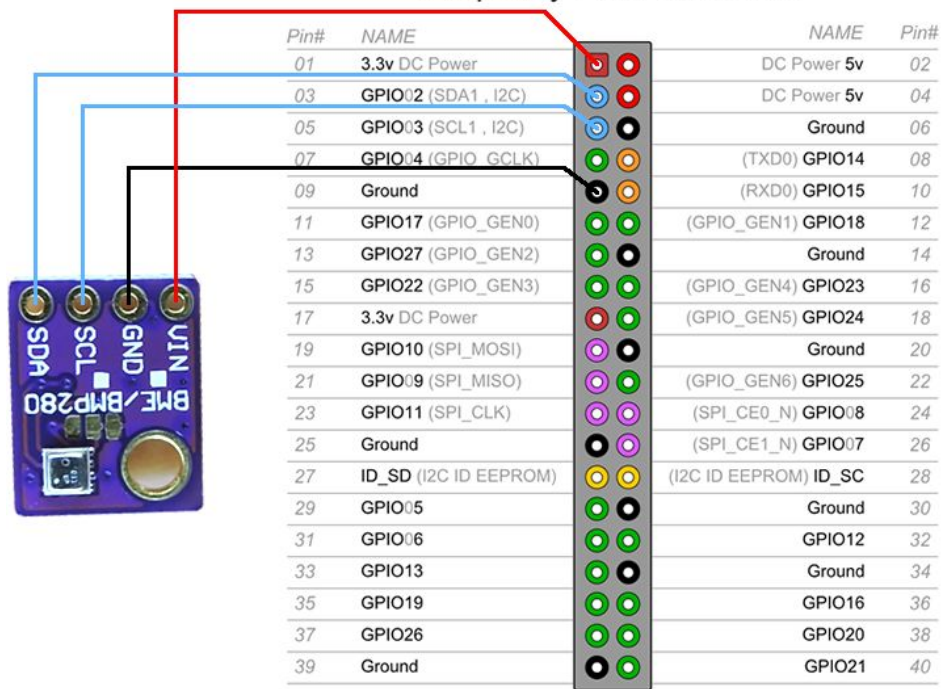 Pin# NAME NAME Pin#
01 3.3v DC Power DC Power 5v 02
03 GPIO02 (SDA1 , I2C) DC Power 5v 04
05 GPIO03 (SCL1 , I2C) Ground 06
07 GPIO04 (GPIO_GCLK) (TXD0) GPIO14 08
09 Ground (RXD0) GPIO15 10
11 GPIO17 (GPIO_GEN0) (GPIO_GEN1) GPIO18 12
13 GPIO27 (GPIO_GEN2) Ground 14
15 GPIO22 (GPIO_GEN3) (GPIO_GEN4) GPIO23 16
17 3.3v DC Power (GPIO_GEN5) GPIO24 18
19 GPIO10 (SPI_MOSI) Ground 20
21 GPIO09 (SPI_MISO) (GPIO_GEN6) GPIO25 22
23 GPIO11 (SPI_CLK) (SPI_CE0_N) GPIO08 24
25 Ground (SPI_CE1_N) GPIO07 26
27 ID_SD (I2C ID EEPROM) (I2C ID EEPROM) ID_SC 28
29 GPIO05 Ground 30
31 GPIO06 GPIO12 32
33 GPIO13 Ground 34
35 GPIO19 GPIO16 36
37 GPIO26 GPIO20 38
39 Ground GPIO21 40
SDA
SCL
GND
VIN
BME/BMP280